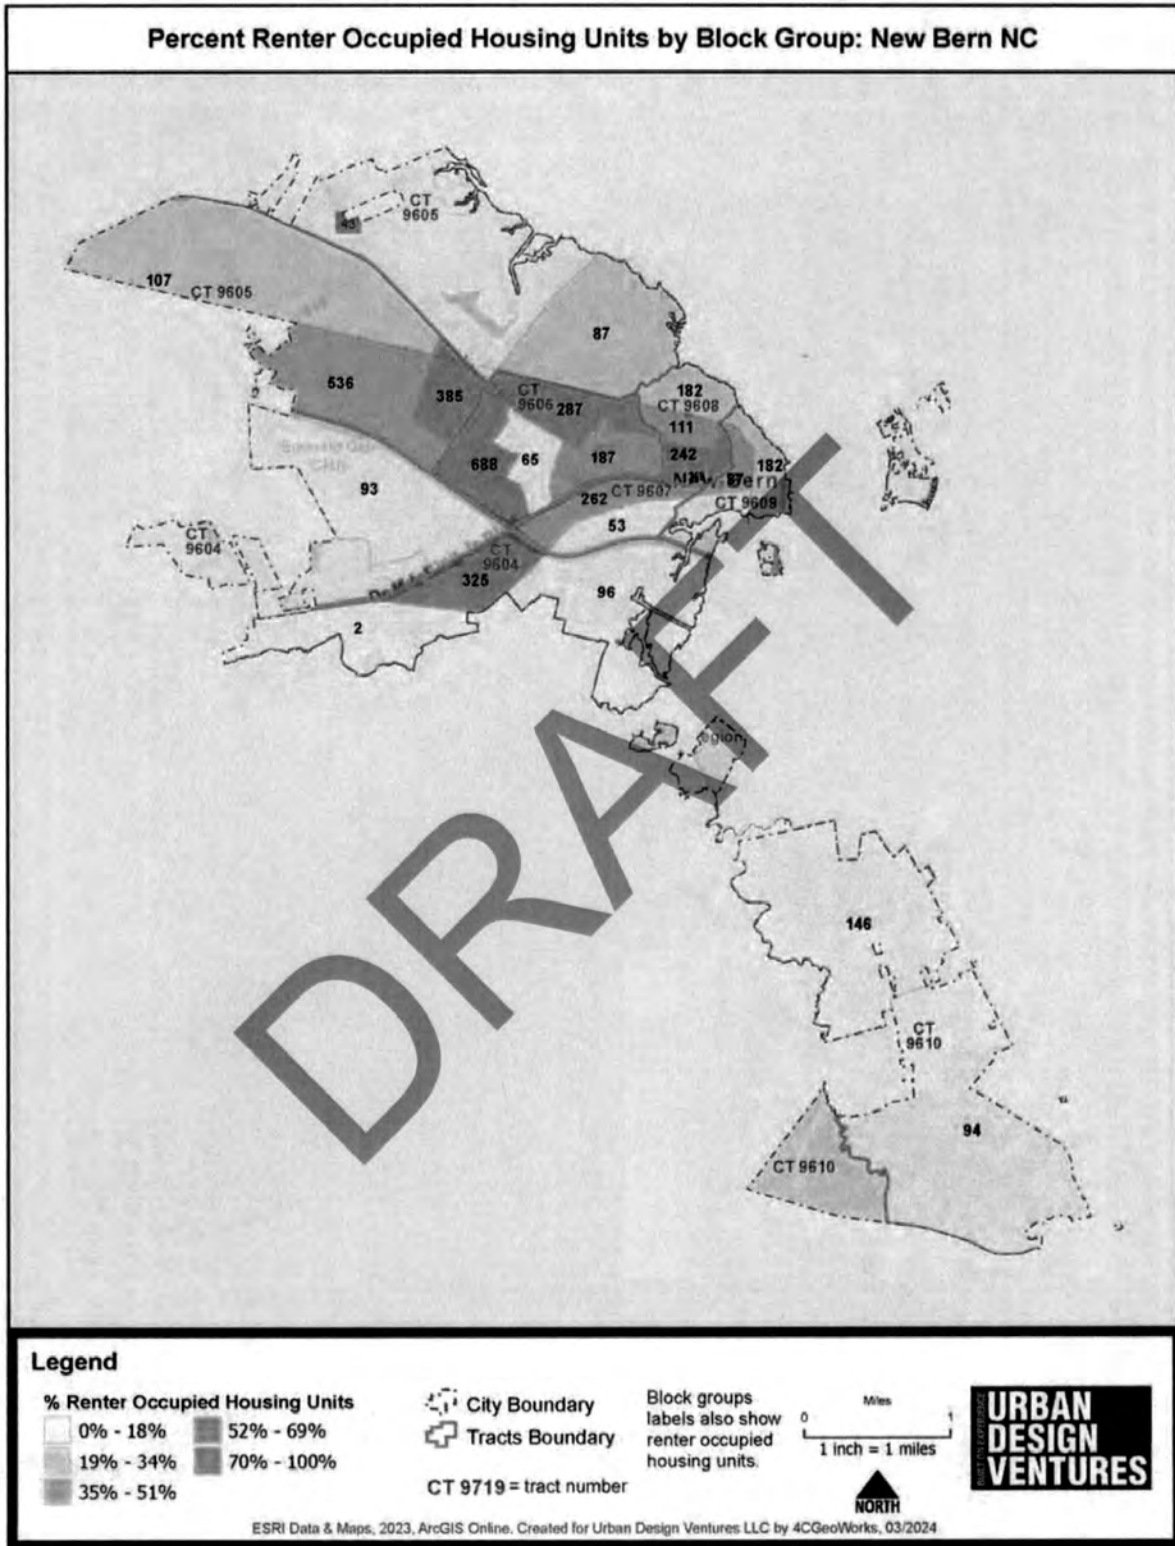 Percent Renter Occupied Housing Units by Block Group: New Bern NC
CT
9605
43
107
CT 9605
87
536
385
CT
9606
287
182
CT 9608
111
688
65
187
242
182
87
93
262
CT 9607
CT 9609
53
CT
9604
CT
9604
325
96
2
egion
146
CT
9610
94
CT 9610
DRAFT
Legend
% Renter Occupied Housing Units
0% - 18%
19% - 34%
35% - 51%
52% - 69%
70% - 100%
City Boundary
Tracts Boundary
CT 9719 = tract number
Block groups
labels also show
renter occupied
housing units.
Miles
0 1
1 inch = 1 miles
NORTH
URBAN
DESIGN
VENTURES
ESRI Data & Maps, 2023, ArcGIS Online. Created for Urban Design Ventures LLC by 4CGeoWorks, 03/2024